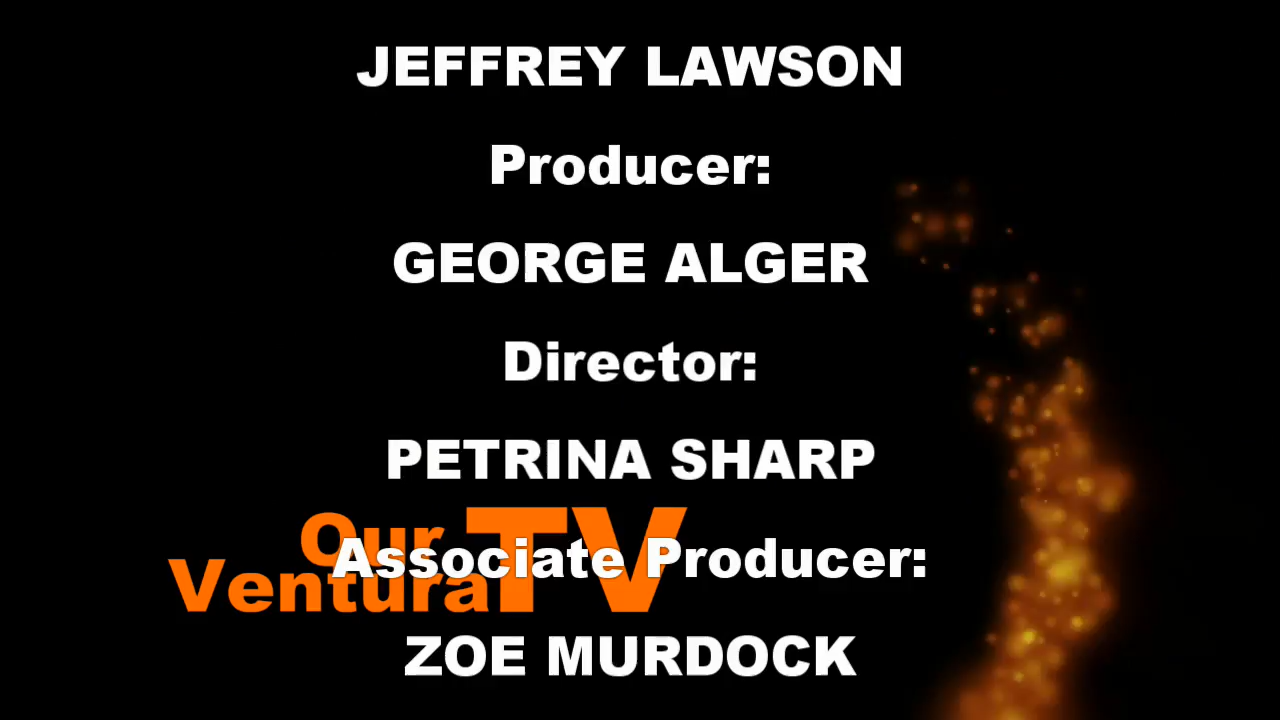 JEFFREY LAWSON
Producer:
GEORGE ALGER
Director:
PETRINA SHARP
Our
Ventura TV
Associate Producer:
ZOE MURDOCK